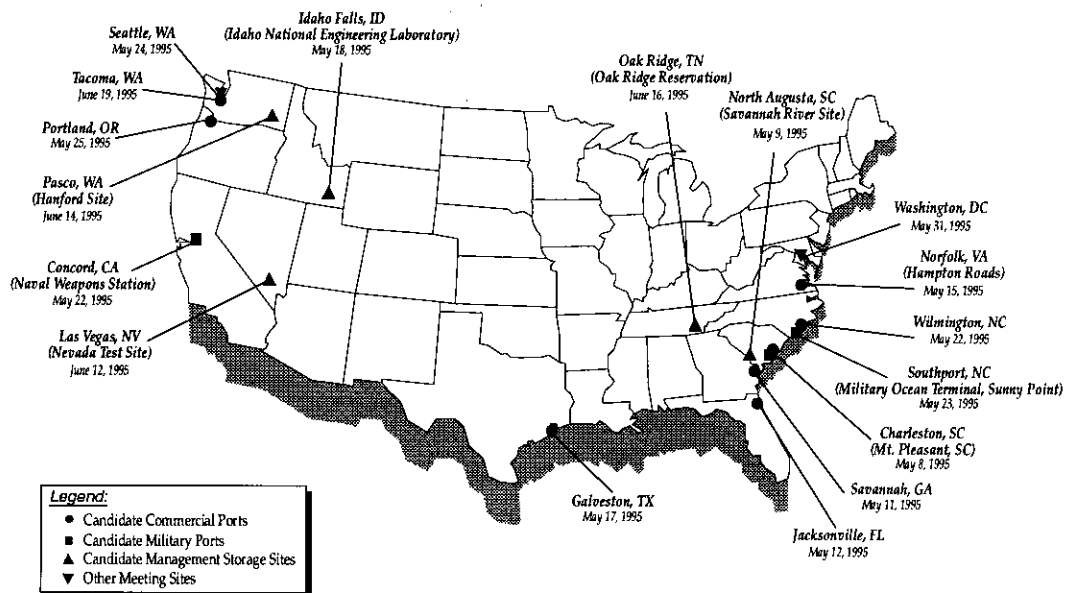 Seattle, WA
May 24, 1995
Tacoma, WA
June 19, 1995
Portland, OR
May 25, 1995
Pasco, WA
(Hanford Site)
June 14, 1995
Concord, CA
(Naval Weapons Station)
May 22, 1995
Las Vegas, NV
(Nevada Test Site)
June 12, 1995
Idaho Falls, ID
(Idaho National Engineering Laboratory)
May 18, 1995
Oak Ridge, TN
(Oak Ridge Reservation)
June 16, 1995
North Augusta, SC
(Savannah River Site)
May 9, 1995
Washington, DC
May 31, 1995
Norfolk, VA
(Hampton Roads)
May 15, 1995
Wilmington, NC
May 22, 1995
Southport, NC
(Military Ocean Terminal, Sunny Point)
May 23, 1995
Charleston, SC
(Mt. Pleasant, SC)
May 8, 1995
Savannah, GA
May 11, 1995
Jacksonville, FL
May 12, 1995
Galveston, TX
May 17, 1995
Legend:
Candidate Commercial Ports
Candidate Military Ports
Candidate Management Storage Sites
Other Meeting Sites